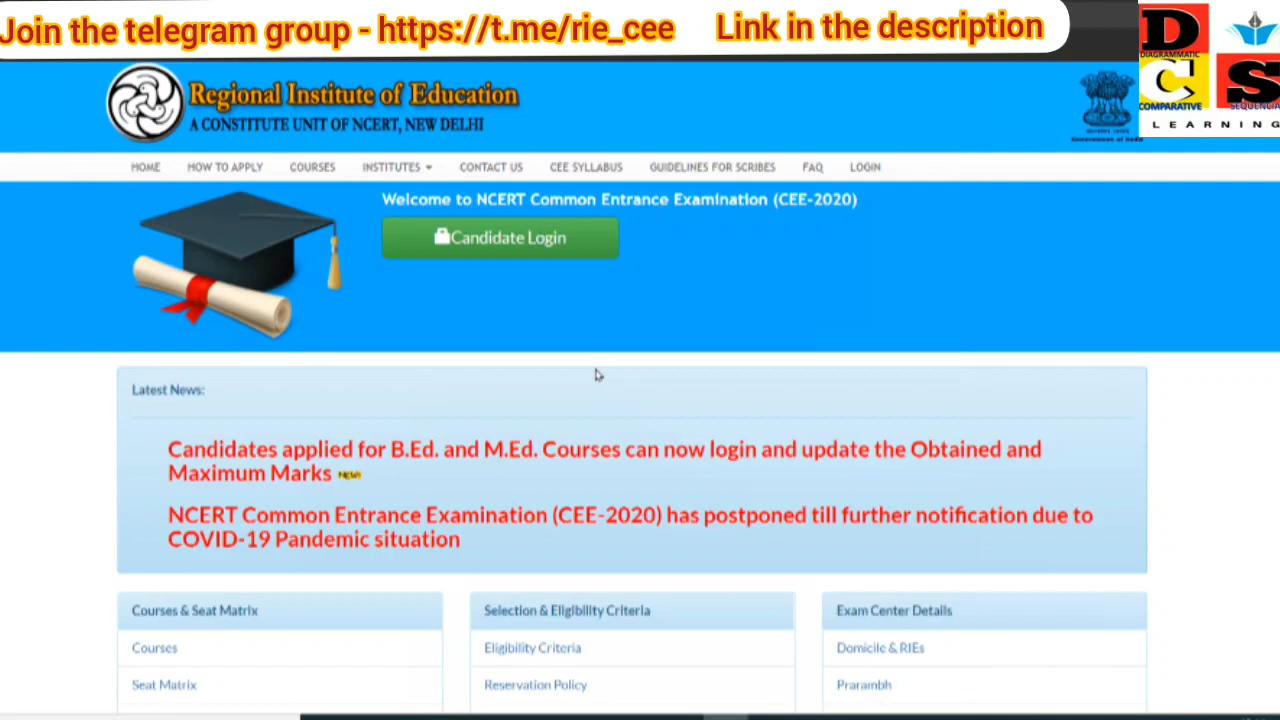 Join the telegram group - https://t.me/rie_cee Link in the description
D
DIAGRAMMATIC
C
COMPARATIVE
S
LEARNING
Regional Institute of Education
A CONSTITUTE UNIT OF NCERT, NEW DELHI
HOME HOW TO APPLY COURSES INSTITUTES CONTACT US CEE SYLLABUS GUIDELINES FOR SCRIBES FAQ LOGIN
Welcome to NCERT Common Entrance Examination (CEE-2020)
Candidate Login
Latest News:
Candidates applied for B.Ed. and M.Ed. Courses can now login and update the Obtained and
Maximum Marks NEW!
NCERT Common Entrance Examination (CEE-2020) has postponed till further notification due to
COVID-19 Pandemic situation
Courses & Seat Matrix Selection & Eligibility Criteria Exam Center Details
Courses Eligibility Criteria Domicile & RIEs
Seat Matrix Reservation Policy Prarambh